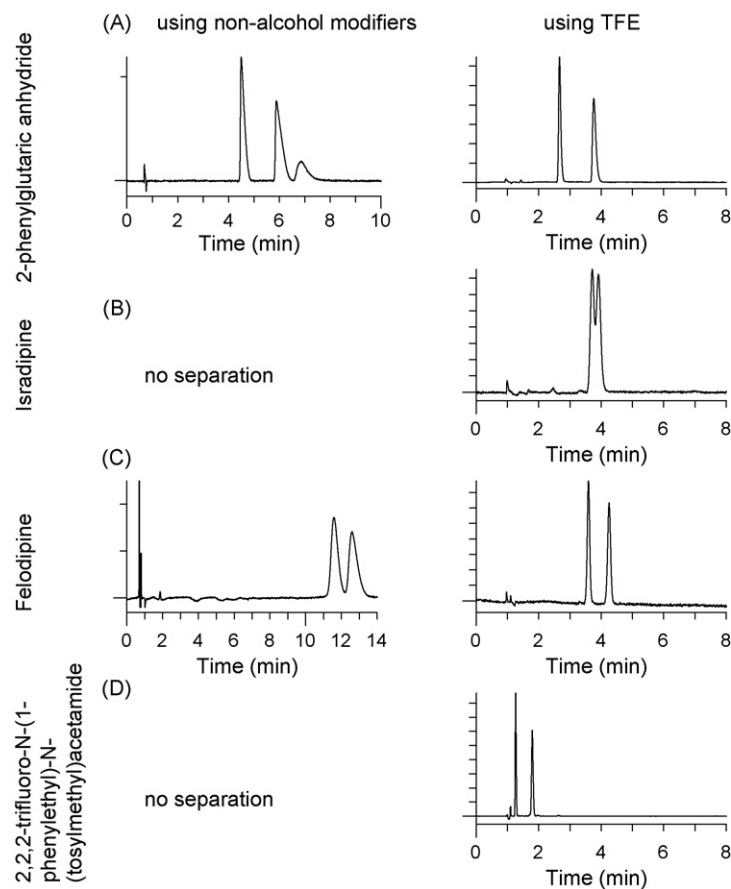 (A) using non-alcohol modifiers using TFE
2-phenylglutaric anhydride
0 2 4 6 8 10
Time (min)
0 2 4 6 8
Time (min)
(B)
Isradipine
no separation
0 2 4 6 8
Time (min)
(C)
Felodipine
0 2 4 6 8 10 12 14
Time (min)
0 2 4 6 8
Time (min)
(D)
2,2,2-trifluoro-N-(1-
phenylethyl)-N-
(tosylmethyl)acetamide
no separation
0 2 4 6 8
Time (min)